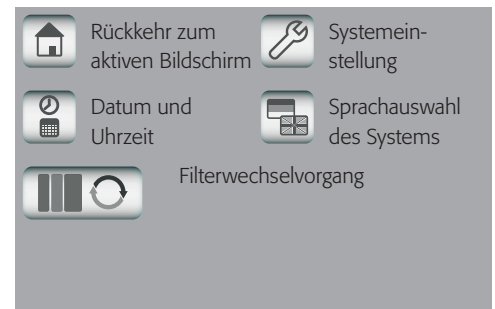 Rückkehr zum
aktiven Bildschirm
Systemein-
stellung
Datum und
Uhrzeit
Sprachauswahl
des Systems
Filterwechselvorgang